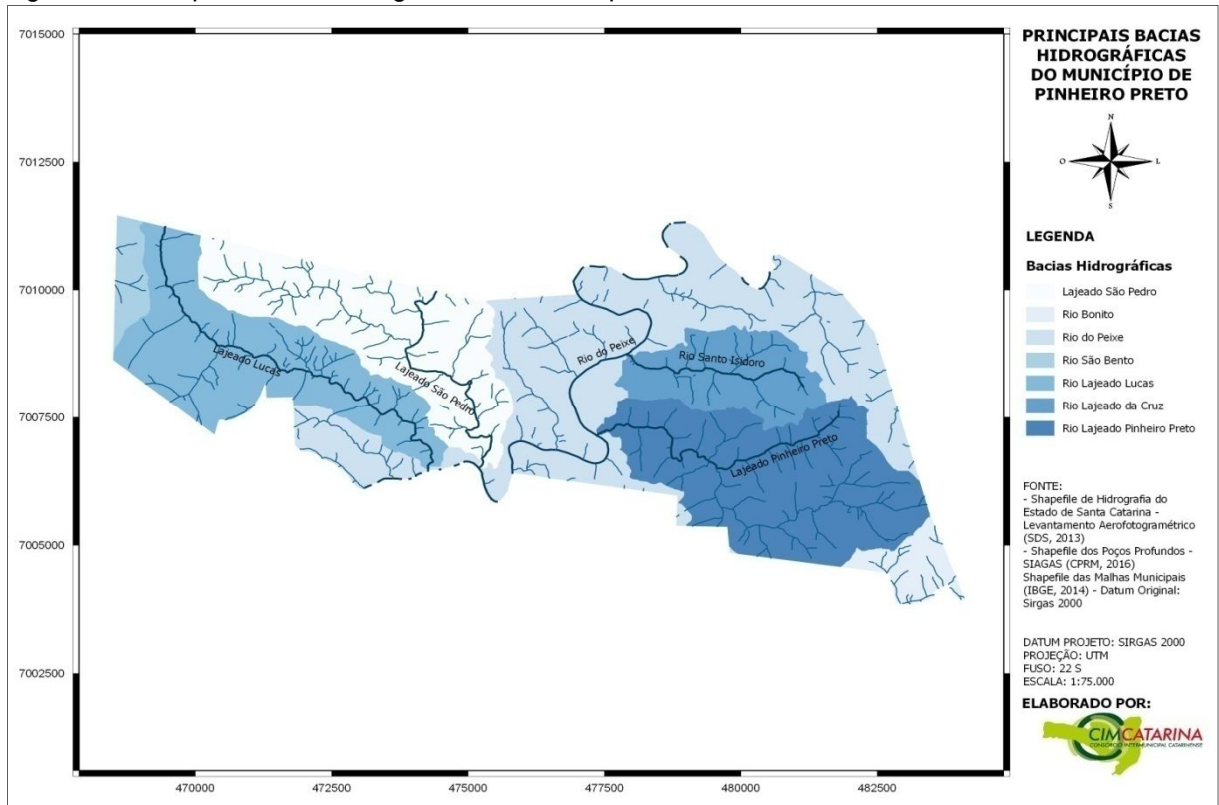 PRINCIPAIS BACIAS
HIDROGRÁFICAS
DO MUNICÍPIO DE
PINHEIRO PRETO
N
O
L
S
LEGENDA
Bacias Hidrográficas
Lajeado São Pedro
Rio Bonito
Rio do Peixe
Rio São Bento
Rio Lajeado Lucas
Rio Lajeado da Cruz
Rio Lajeado Pinheiro Preto
FONTE:
- Shapefile de Hidrografia do
Estado de Santa Catarina -
Levantamento Aerofotogramétrico
(SDS, 2013)
- Shapefile dos Poços Profundos -
SIAGAS (CPRM, 2016)
Shapefile das Malhas Municipais
(IBGE, 2014) - Datum Original:
Sirgas 2000
DATUM PROJETO: SIRGAS 2000
PROJEÇÃO: UTM
FUSO: 22 S
ESCALA: 1:75.000
ELABORADO POR:
CIMCATARINA
CONSÓRCIO INTERMUNICIPAL CATARINENSE
7015000
7012500
7010000
7007500
7005000
7002500
470000
472500
475000
477500
480000
482500
Lajeado Lucas
Lajeado São Pedro
Rio do Peixe
Rio Santo Isidoro
Lajeado Pinheiro Preto